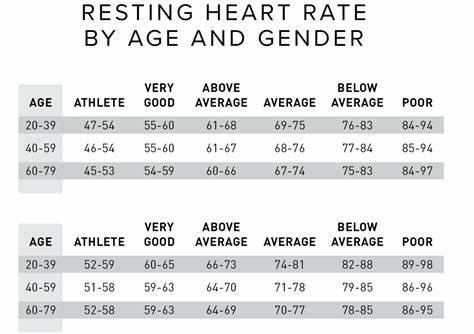 RESTING HEART RATE
BY AGE AND GENDER
AGE ATHLETE VERY GOOD ABOVE AVERAGE AVERAGE BELOW AVERAGE POOR
20-39 47-54 55-60 61-68 69-75 76-83 84-94
40-59 46-54 55-60 61-67 68-76 77-84 85-94
60-79 45-53 54-59 60-66 67-74 75-83 84-97
AGE ATHLETE VERY GOOD ABOVE AVERAGE AVERAGE BELOW AVERAGE POOR
20-39 52-59 60-65 66-73 74-81 82-88 89-98
40-59 51-58 59-63 64-70 71-78 79-85 86-96
60-79 52-58 59-63 64-69 70-77 78-85 86-95